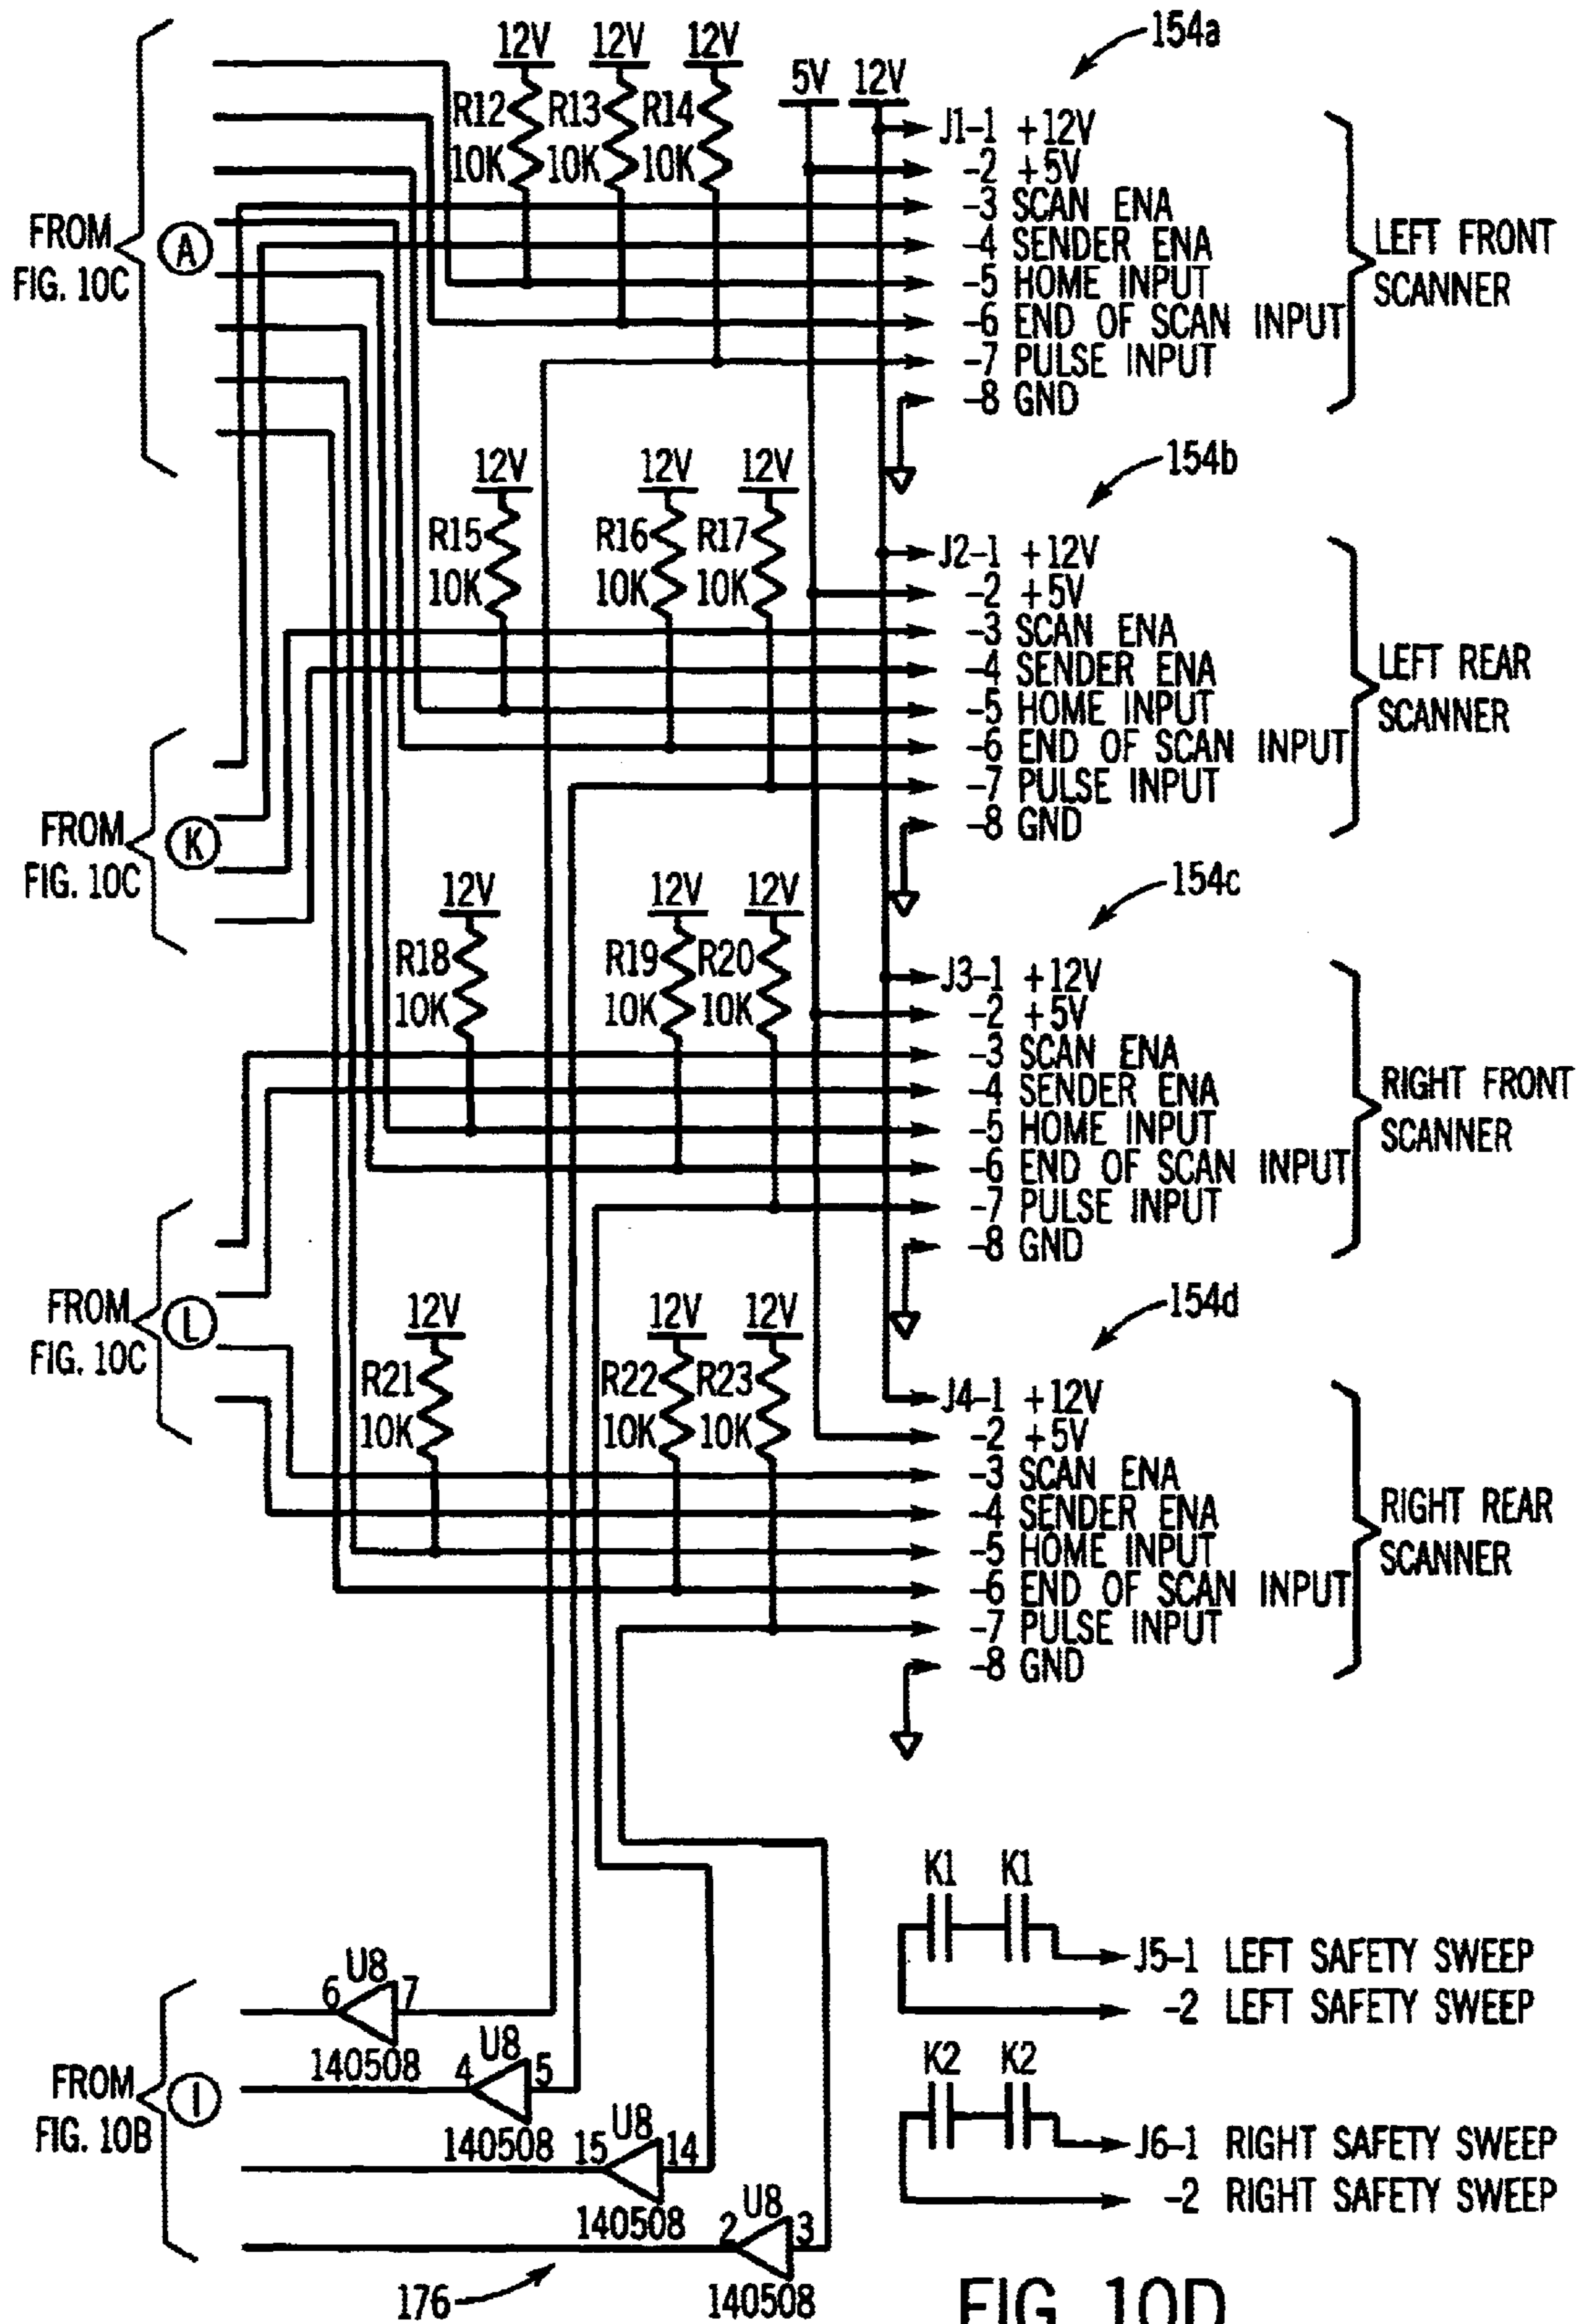 154a
12V 12V 12V
5V 12V
R12 R13 R14
10K 10K 10K
J1-1 +12V
-2 +5V
-3 SCAN ENA
-4 SENDER ENA
-5 HOME INPUT
-6 END OF SCAN INPUT
-7 PULSE INPUT
-8 GND
LEFT FRONT
SCANNER
FROM
FIG. 10C
A
154b
12V 12V 12V
R15 R16 R17
10K 10K 10K
J2-1 +12V
-2 +5V
-3 SCAN ENA
-4 SENDER ENA
-5 HOME INPUT
-6 END OF SCAN INPUT
-7 PULSE INPUT
-8 GND
LEFT REAR
SCANNER
FROM
FIG. 10C
K
154c
12V 12V 12V
R18 R19 R20
10K 10K 10K
J3-1 +12V
-2 +5V
-3 SCAN ENA
-4 SENDER ENA
-5 HOME INPUT
-6 END OF SCAN INPUT
-7 PULSE INPUT
-8 GND
RIGHT FRONT
SCANNER
FROM
FIG. 10C
L
154d
12V 12V 12V
R21 R22 R23
10K 10K 10K
J4-1 +12V
-2 +5V
-3 SCAN ENA
-4 SENDER ENA
-5 HOME INPUT
-6 END OF SCAN INPUT
-7 PULSE INPUT
-8 GND
RIGHT REAR
SCANNER
K1 K1
J5-1 LEFT SAFETY SWEEP
-2 LEFT SAFETY SWEEP
K2 K2
J6-1 RIGHT SAFETY SWEEP
-2 RIGHT SAFETY SWEEP
FROM
FIG. 10B
I
U8
6 7
140508
U8
4 5
140508
U8
15 14
140508
U8
2 3
140508
176
FIG. 10D